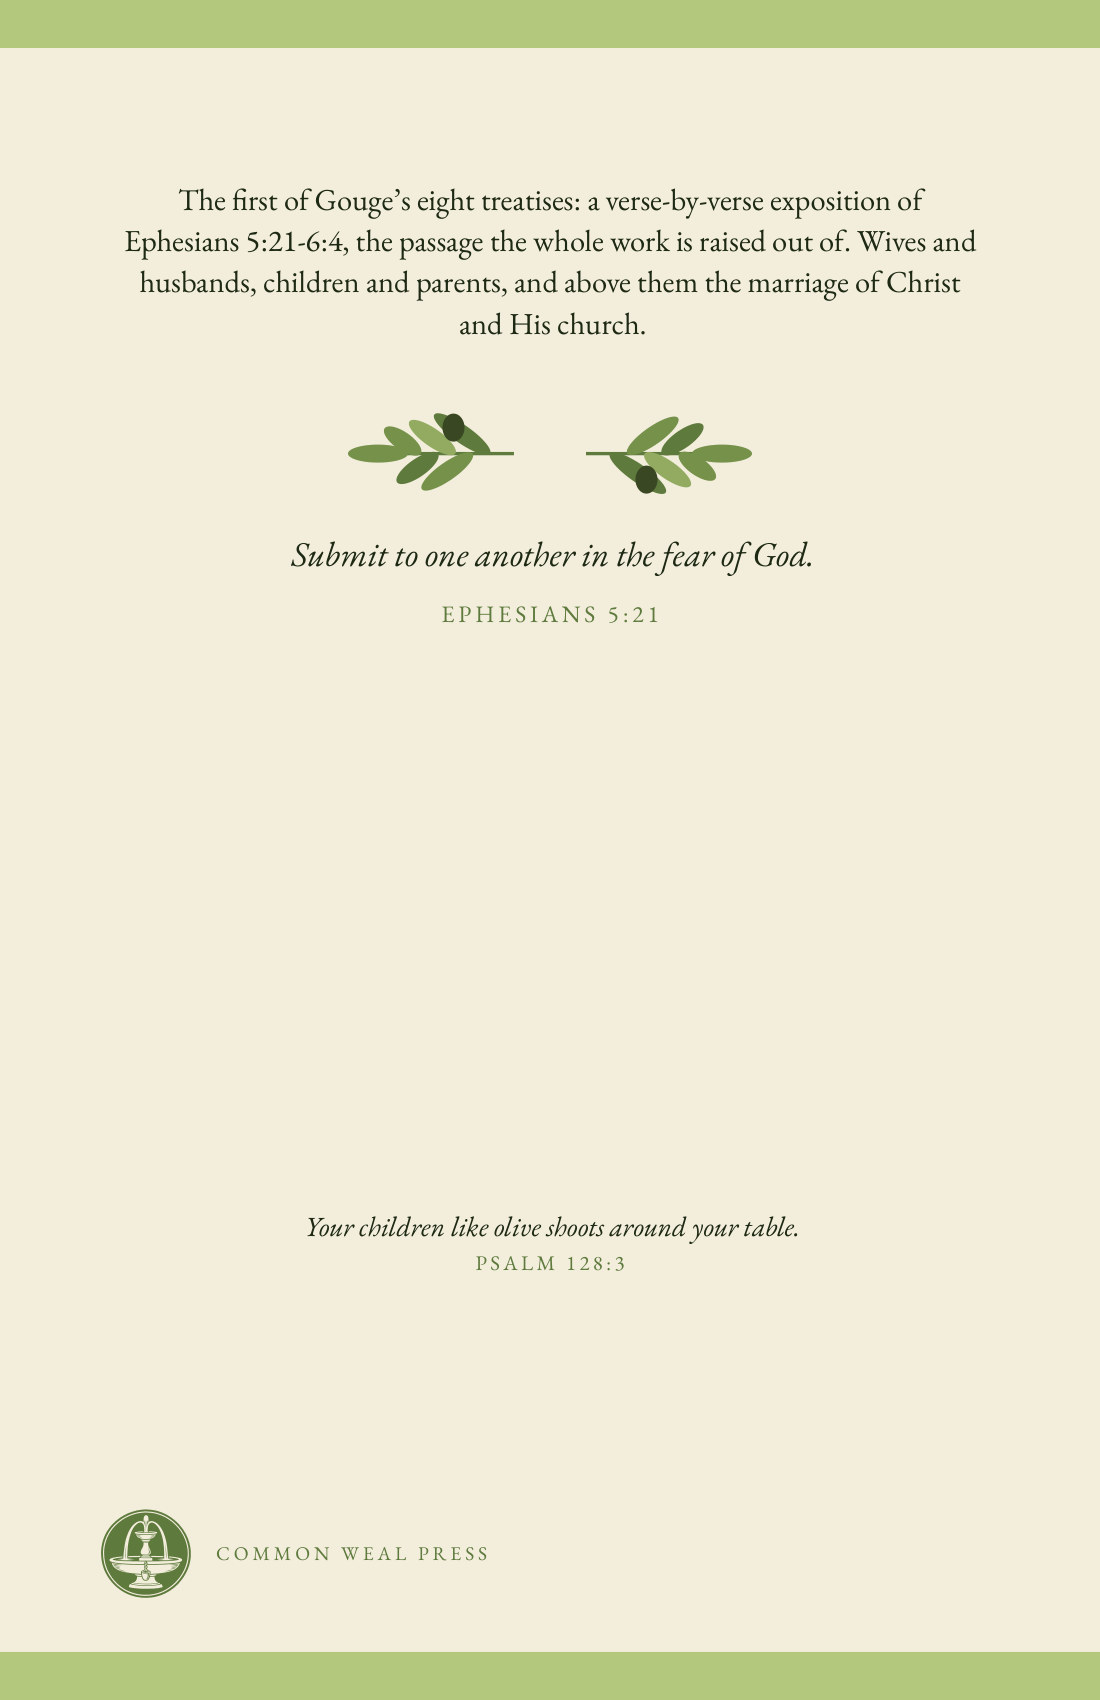 The first of Gouge’s eight treatises: a verse-by-verse exposition of
Ephesians 5:21-6:4, the passage the whole work is raised out of. Wives and
husbands, children and parents, and above them the marriage of Christ
and His church.
Submit to one another in the fear of God.
EPHESIANS 5:21
Your children like olive shoots around your table.
PSALM 128:3
COMMON WEAL PRESS